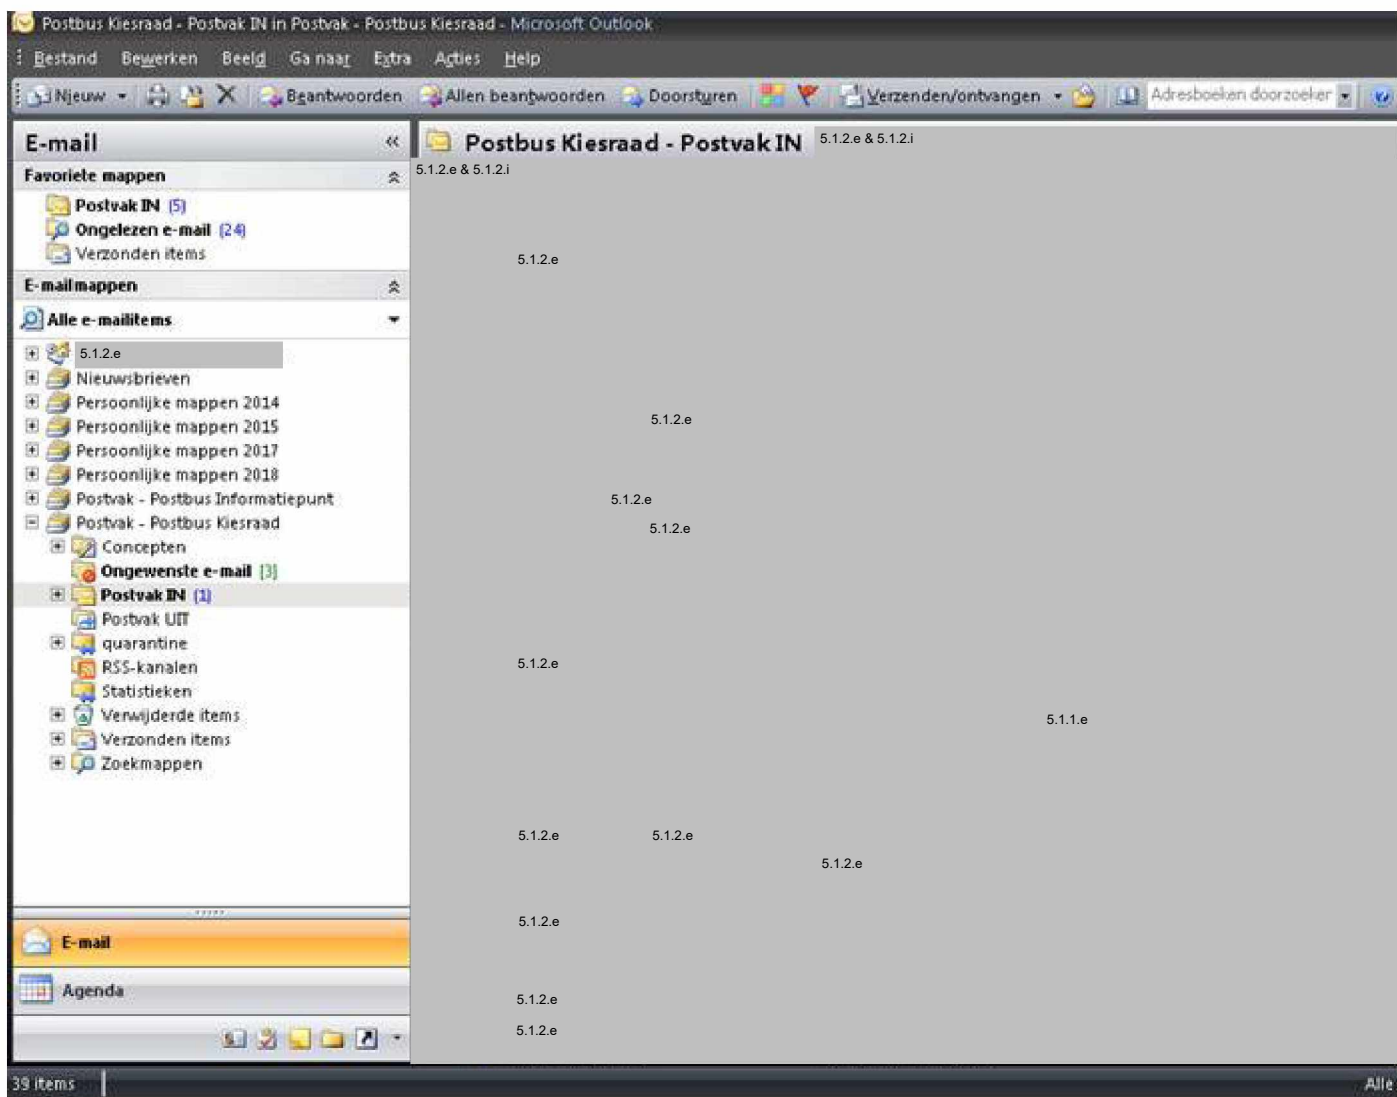 Postbus Kiesraad - Postvak IN in Postvak - Postbus Kiesraad - Microsoft Outlook
Bestand Bewerken Beeld Ga naar Extra Acties Help
Nieuw Beantwoorden Allen beantwoorden Doorsturen Verzenden/ontvangen Adresboeken doorzoeken
E-mail «
Postbus Kiesraad - Postvak IN 5.1.2.e & 5.1.2.i
Favoriete mappen
5.1.2.e & 5.1.2.i
Postvak IN (5)
Ongelezen e-mail (24)
Verzonden items
5.1.2.e
E-mailmappen
Alle e-mailitems
5.1.2.e
Nieuwsbrieven
Persoonlijke mappen 2014
Persoonlijke mappen 2015
5.1.2.e
Persoonlijke mappen 2017
Persoonlijke mappen 2018
Postvak - Postbus Informatiepunt
5.1.2.e
Postvak - Postbus Kiesraad
5.1.2.e
Concepten
Ongewenste e-mail [3]
Postvak IN (1)
Postvak UIT
quarantine
RSS-kanalen
5.1.2.e
Statistieken
Verwijderde items
5.1.1.e
Verzonden items
Zoekmappen
5.1.2.e 5.1.2.e
5.1.2.e
5.1.2.e
E-mail
Agenda
5.1.2.e
5.1.2.e
39 items
Alle